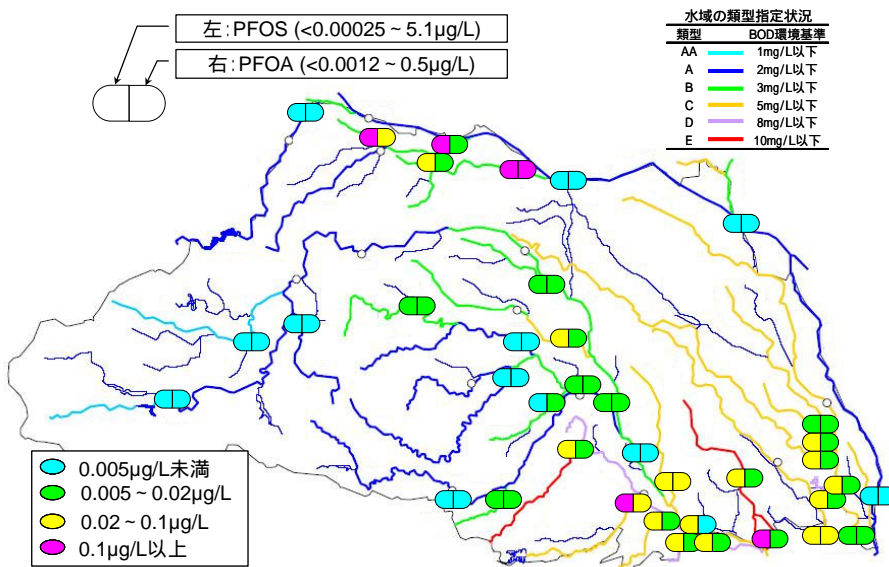 左：PFOS (<0.00025～5.1μg/L)
右：PFOA (<0.0012～0.5μg/L)
水域の類型指定状況
類型 BOD環境基準
AA 1mg/L以下
A 2mg/L以下
B 3mg/L以下
C 5mg/L以下
D 8mg/L以下
E 10mg/L以下
0.005μg/L未満
0.005～0.02μg/L
0.02～0.1μg/L
0.1μg/L以上